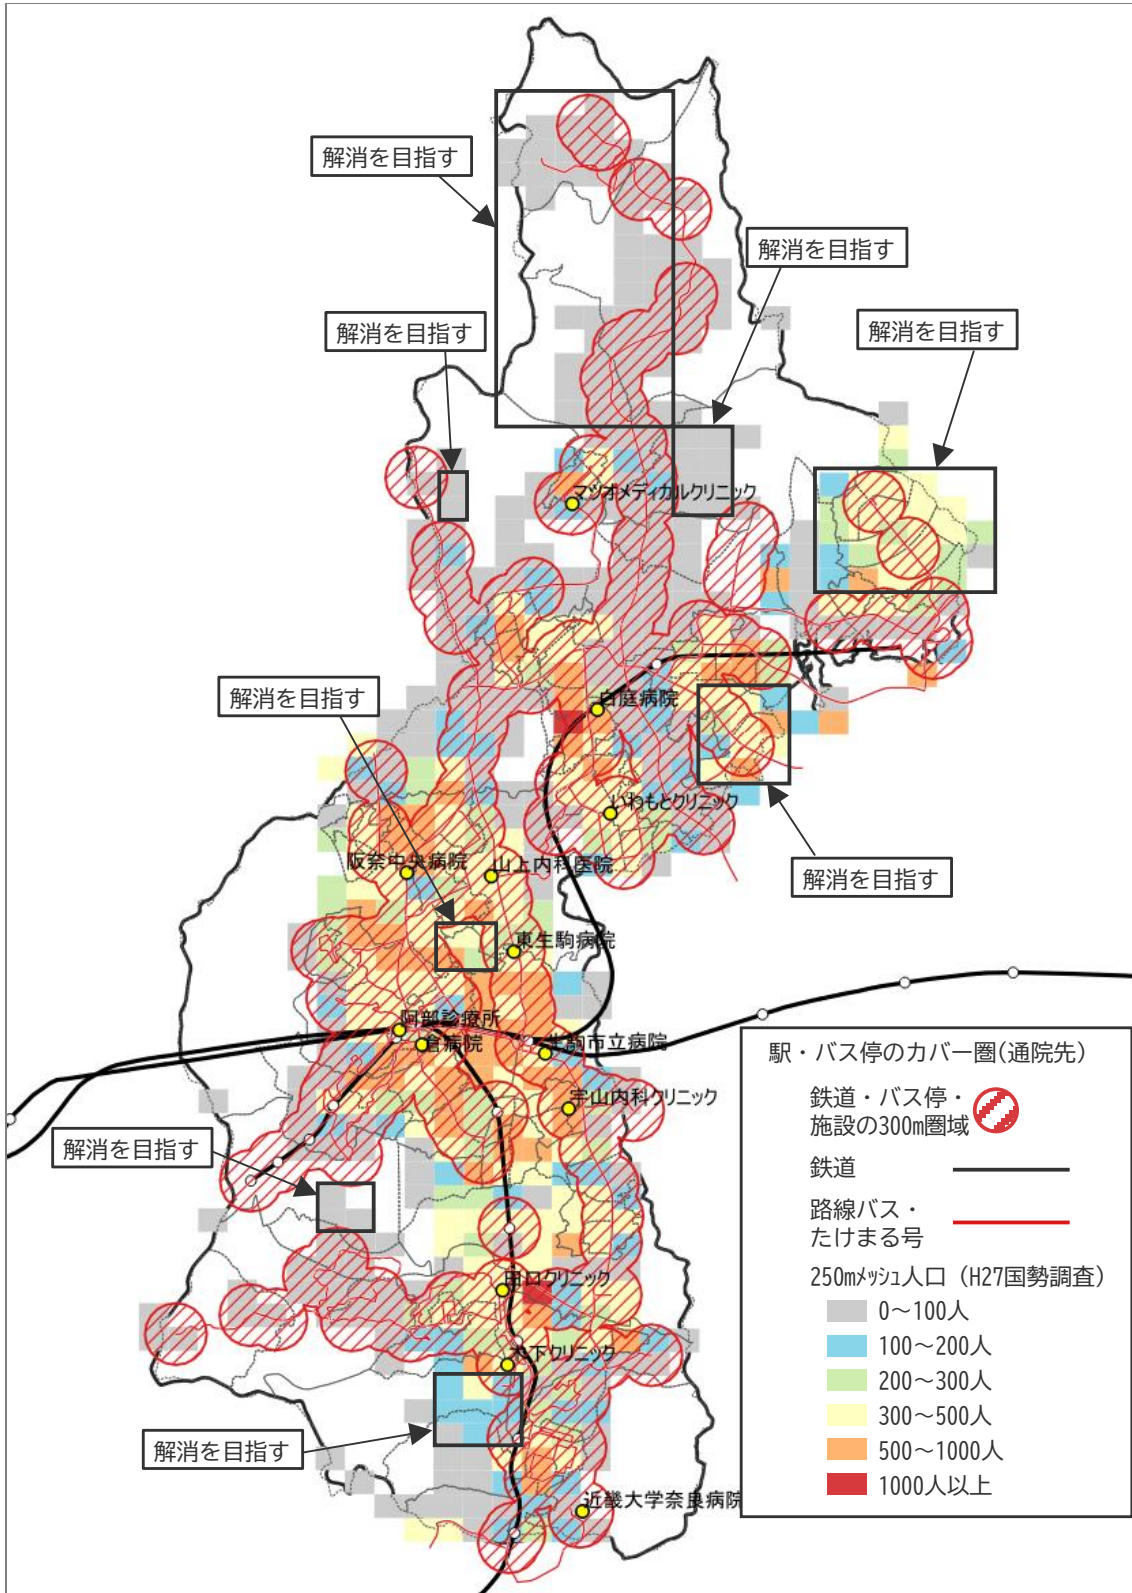 解消を目指す
解消を目指す
解消を目指す
解消を目指す
マツオメディカルクリニック
解消を目指す
白庭病院
いわもとクリニック
解消を目指す
阪奈中央病院
山上内科医院
東生駒病院
阿部診療所
倉病院
生駒市立病院
宇山内科クリニック
解消を目指す
田口クリニック
木下クリニック
解消を目指す
近畿大学奈良病院
駅・バス停のカバー圏(通院先)
鉄道・バス停・
施設の300m圏域
鉄道
路線バス・
たけまる号
250mメッシュ人口（H27国勢調査）
0～100人
100～200人
200～300人
300～500人
500～1000人
1000人以上